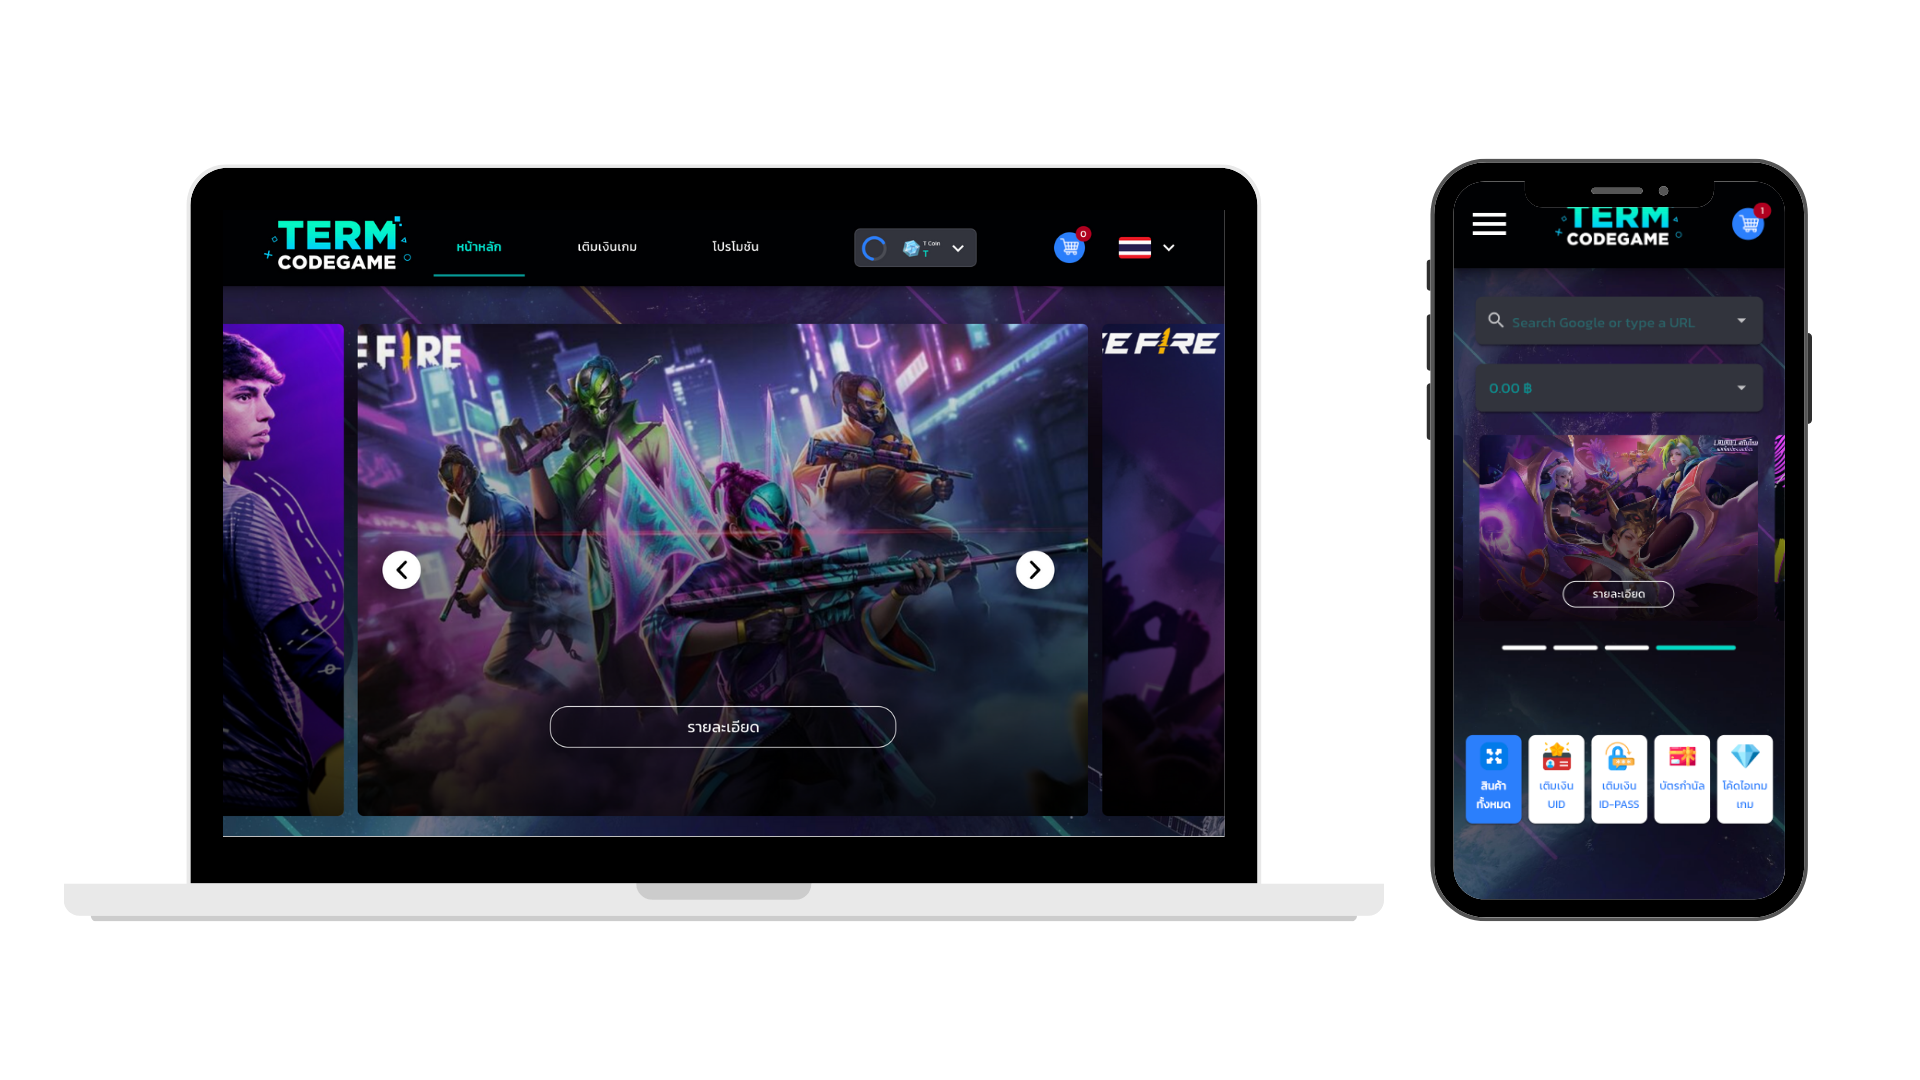 TERM
CODEGAME
หน้าหลัก
เติมเงินเกม
โปรโมชัน
T Coin
T
0
E FIRE
EE FIRE
รายละเอียด
TERM
CODEGAME
1
Search Google or type a URL
0.00 ฿
รายละเอียด
สินค้า
ทั้งหมด
เติมเงิน
UID
เติมเงิน
ID-PASS
บัตรกำนัล
โค้ดไอเทม
เกม